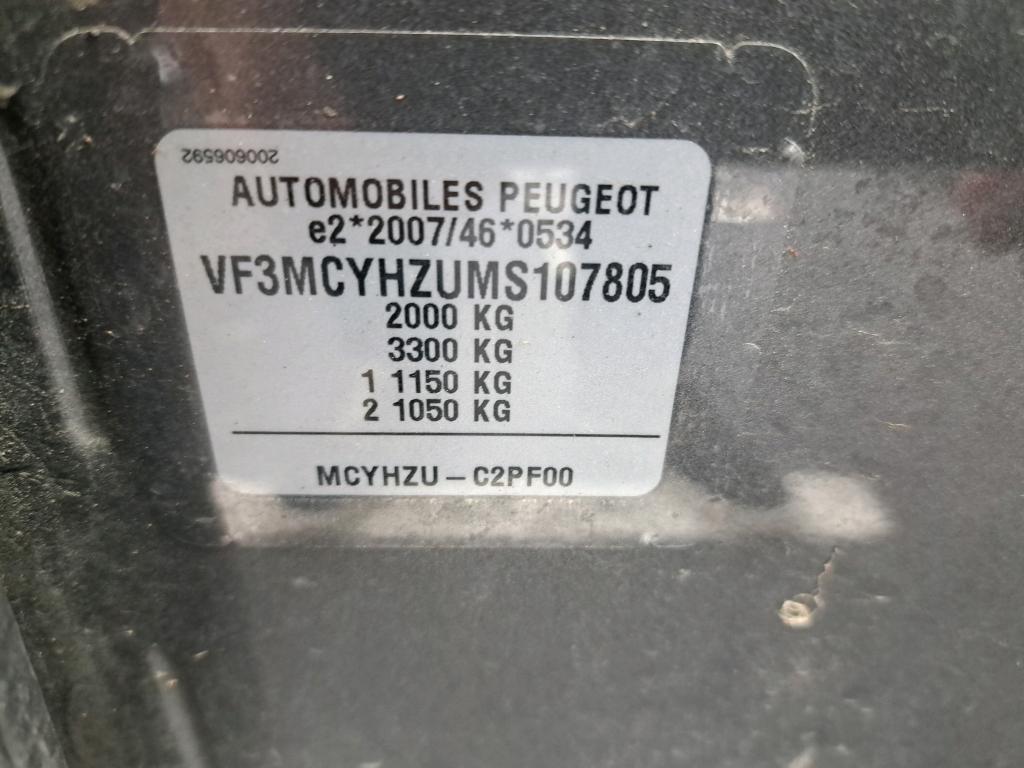 200606592
AUTOMOBILES PEUGEOT
e2*2007/46*0534
VF3MCYHZUMS107805
2000 KG
3300 KG
1 1150 KG
2 1050 KG
MCYHZU – C2PF00